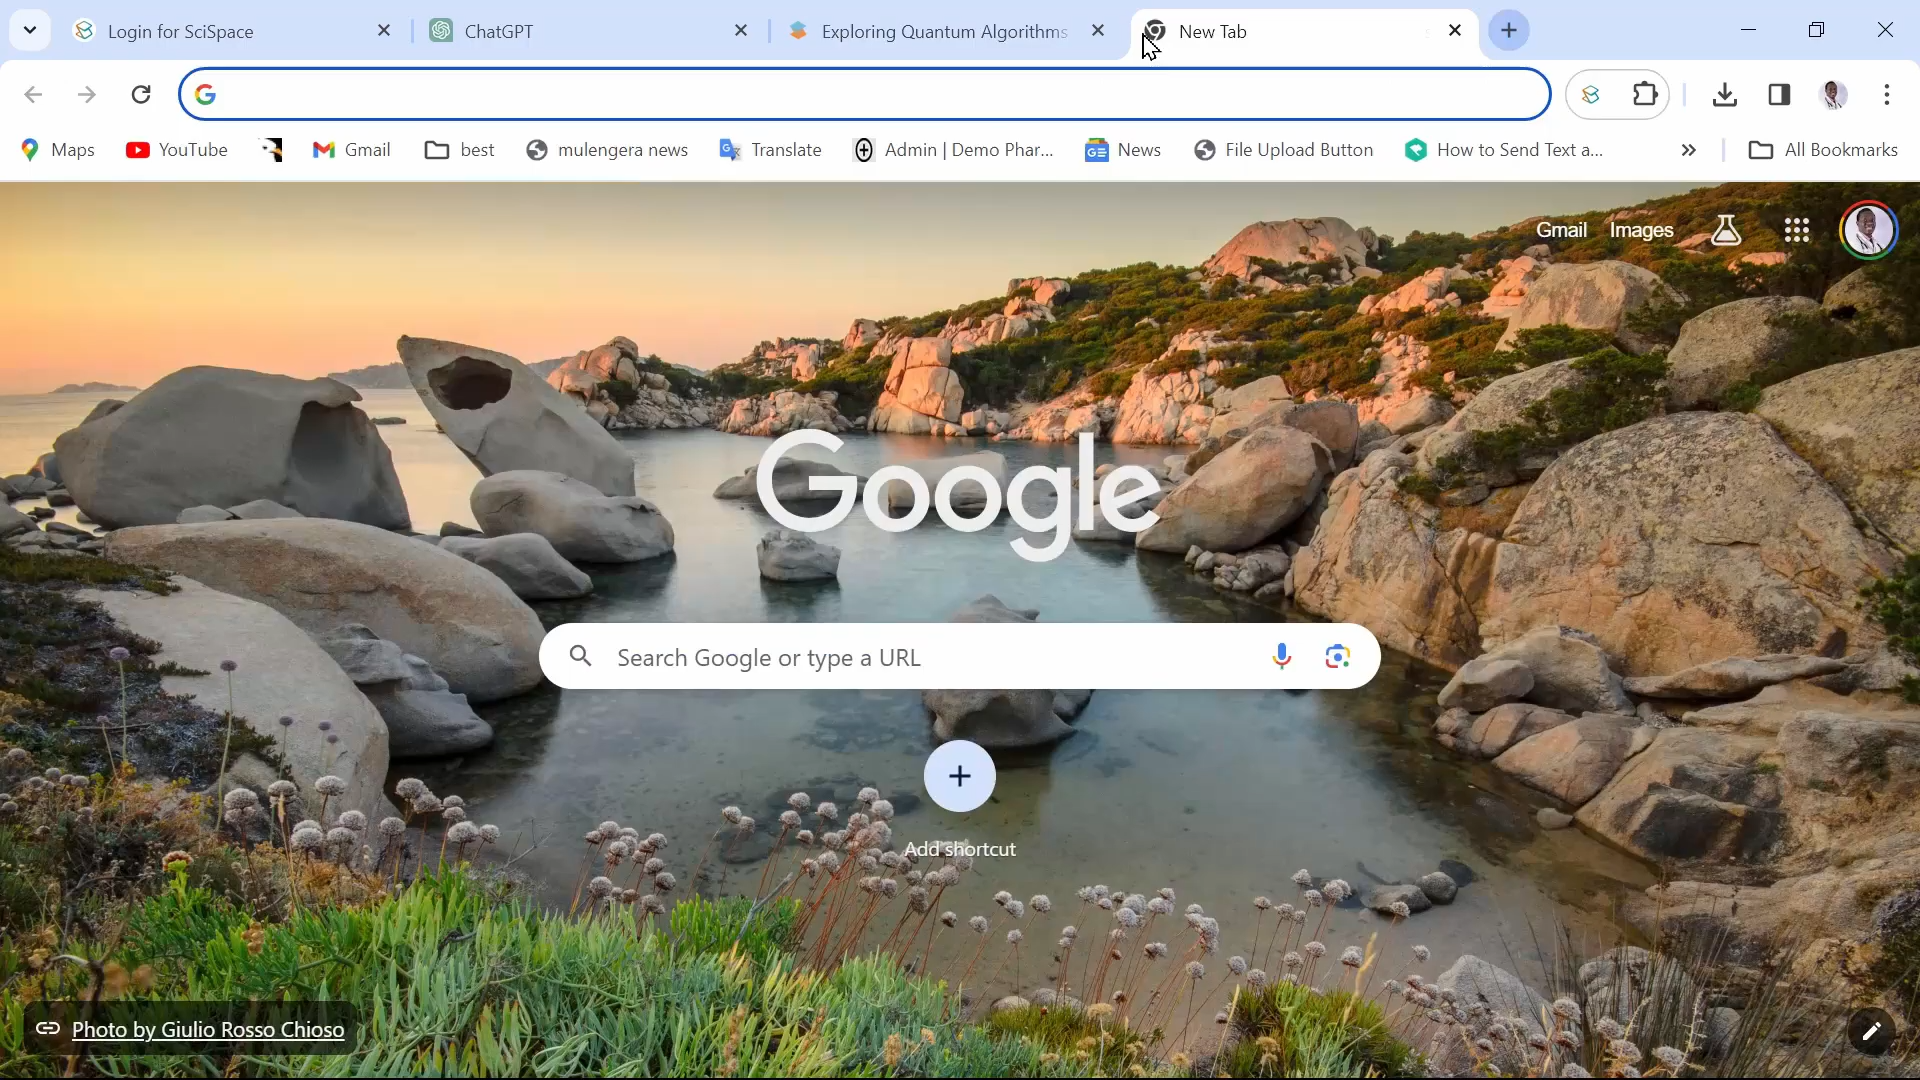 Login for SciSpace
ChatGPT
Exploring Quantum Algorithms
New Tab
Maps
YouTube
Gmail
best
mulengera news
Translate
Admin | Demo Phar...
News
File Upload Button
How to Send Text a...
All Bookmarks
Gmail
Images
Google
Search Google or type a URL
Add shortcut
Photo by Giulio Rosso Chioso